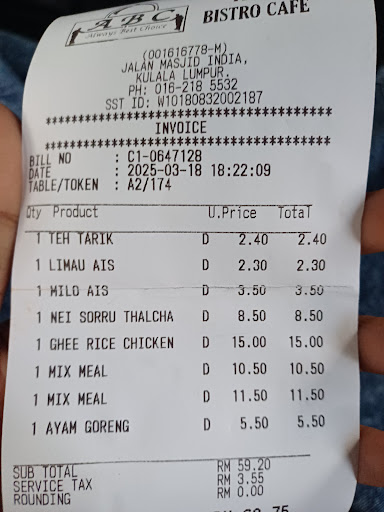 ABC
Always Best Choice
BISTRO CAFE
(001616778-M)
JALAN MASJID INDIA,
KUALA LUMPUR.
PH: 016-218 5532
SST ID: W10180832002187
****************************************
INVOICE
****************************************
BILL NO : C1-0647128
DATE : 2025-03-18 18:22:09
TABLE/TOKEN : A2/174
Qty Product U.Price Total
1 TEH TARIK D 2.40 2.40
1 LIMAU AIS D 2.30 2.30
1 MILO AIS D 3.50 3.50
1 NEI SORRU THALCHA D 8.50 8.50
1 GHEE RICE CHICKEN D 15.00 15.00
1 MIX MEAL D 10.50 10.50
1 MIX MEAL D 11.50 11.50
1 AYAM GORENG D 5.50 5.50
SUB TOTAL RM 59.20
SERVICE TAX RM 3.55
ROUNDING RM 0.00